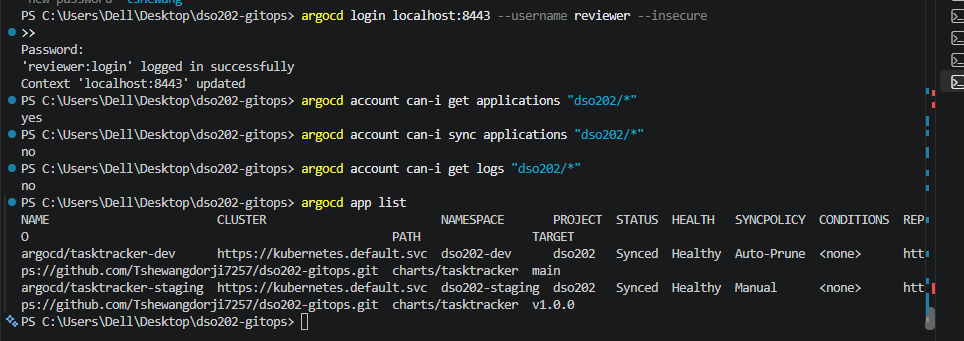 PS C:\Users\Dell\Desktop\dso202-gitops> argocd login localhost:8443 --username reviewer --insecure
>>
Password:
'reviewer:login' logged in successfully
Context 'localhost:8443' updated
PS C:\Users\Dell\Desktop\dso202-gitops> argocd account can-i get applications "dso202/*"
yes
PS C:\Users\Dell\Desktop\dso202-gitops> argocd account can-i sync applications "dso202/*"
no
PS C:\Users\Dell\Desktop\dso202-gitops> argocd account can-i get logs "dso202/*"
no
PS C:\Users\Dell\Desktop\dso202-gitops> argocd app list
NAME CLUSTER NAMESPACE PROJECT STATUS HEALTH SYNCPOLICY CONDITIONS REP
O PATH TARGET
argocd/tasktracker-dev https://kubernetes.default.svc dso202-dev dso202 Synced Healthy Auto-Prune <none> htt
ps://github.com/Tshewangdorji7257/dso202-gitops.git charts/tasktracker main
argocd/tasktracker-staging https://kubernetes.default.svc dso202-staging dso202 Synced Healthy Manual <none> htt
ps://github.com/Tshewangdorji7257/dso202-gitops.git charts/tasktracker v1.0.0
PS C:\Users\Dell\Desktop\dso202-gitops>